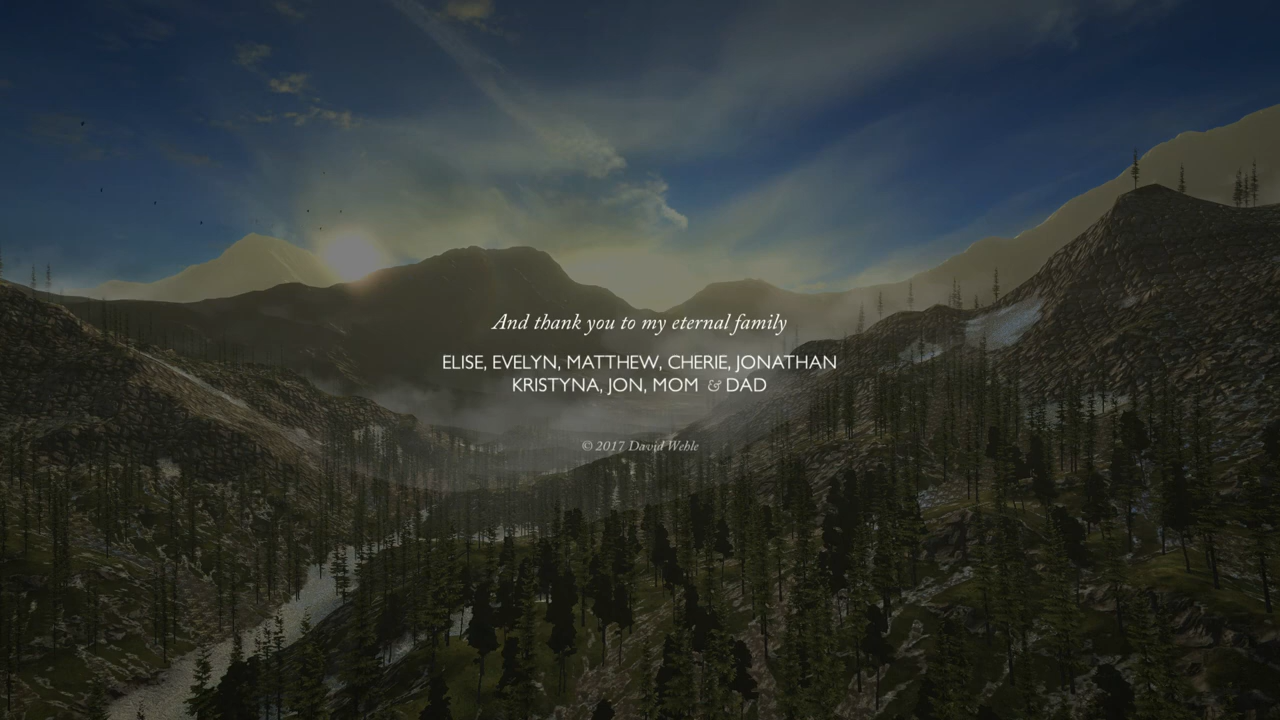 And thank you to my eternal family
ELISE, EVELYN, MATTHEW, CHERIE, JONATHAN
KRISTYNA, JON, MOM & DAD
© 2017 David Wehle